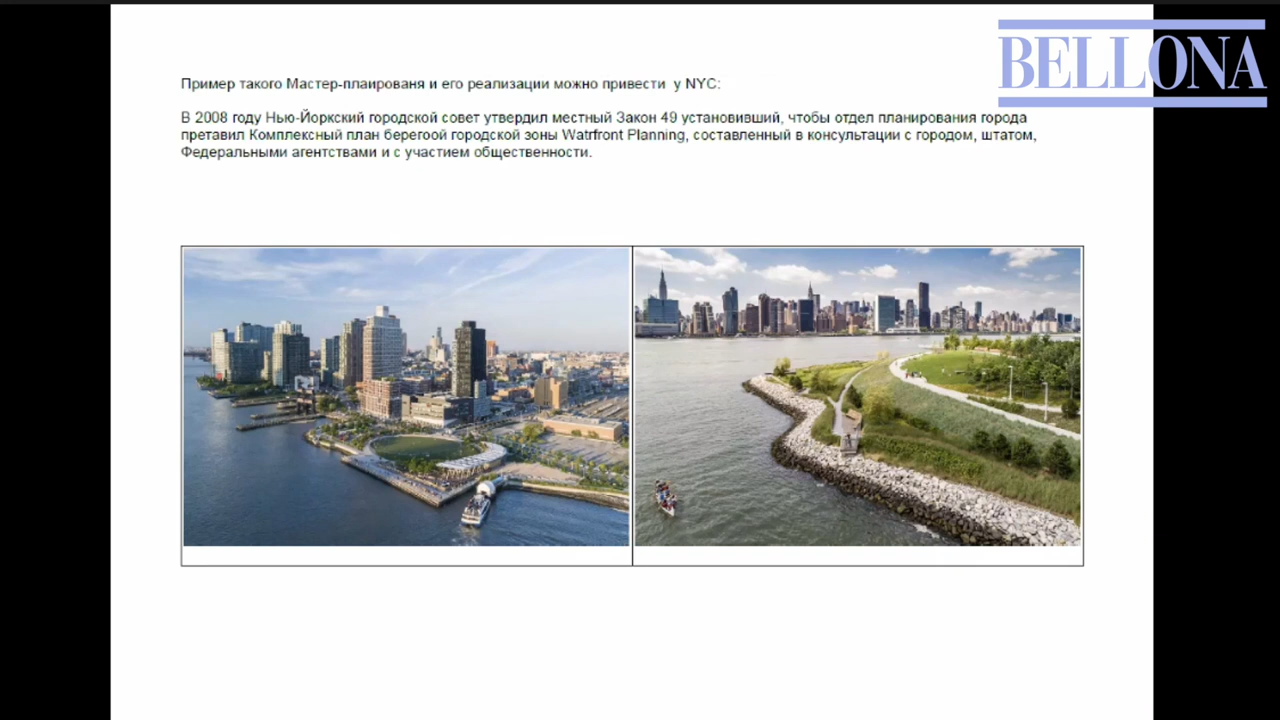 BELLONA
Пример такого Мастер-плаированя и его реализации можно привести у NYC:
В 2008 году Нью-Йоркский городской совет утвердил местный Закон 49 установивший, чтобы отдел планирования города
претавил Комплексный план берегоой городской зоны Watrfront Planning, составленный в консультации с городом, штатом,
Федеральными агентствами и с участием общественности.